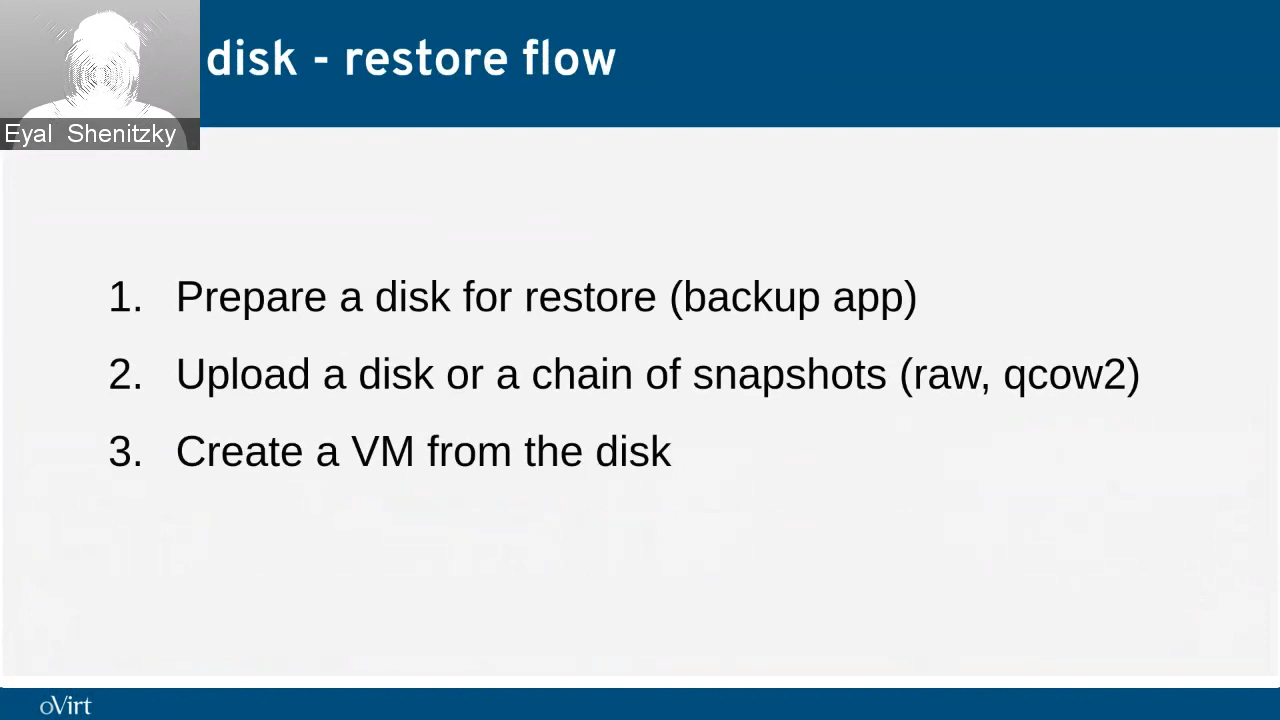 disk - restore flow
Eyal Shenitzky
1. Prepare a disk for restore (backup app)
2. Upload a disk or a chain of snapshots (raw, qcow2)
3. Create a VM from the disk
oVirt